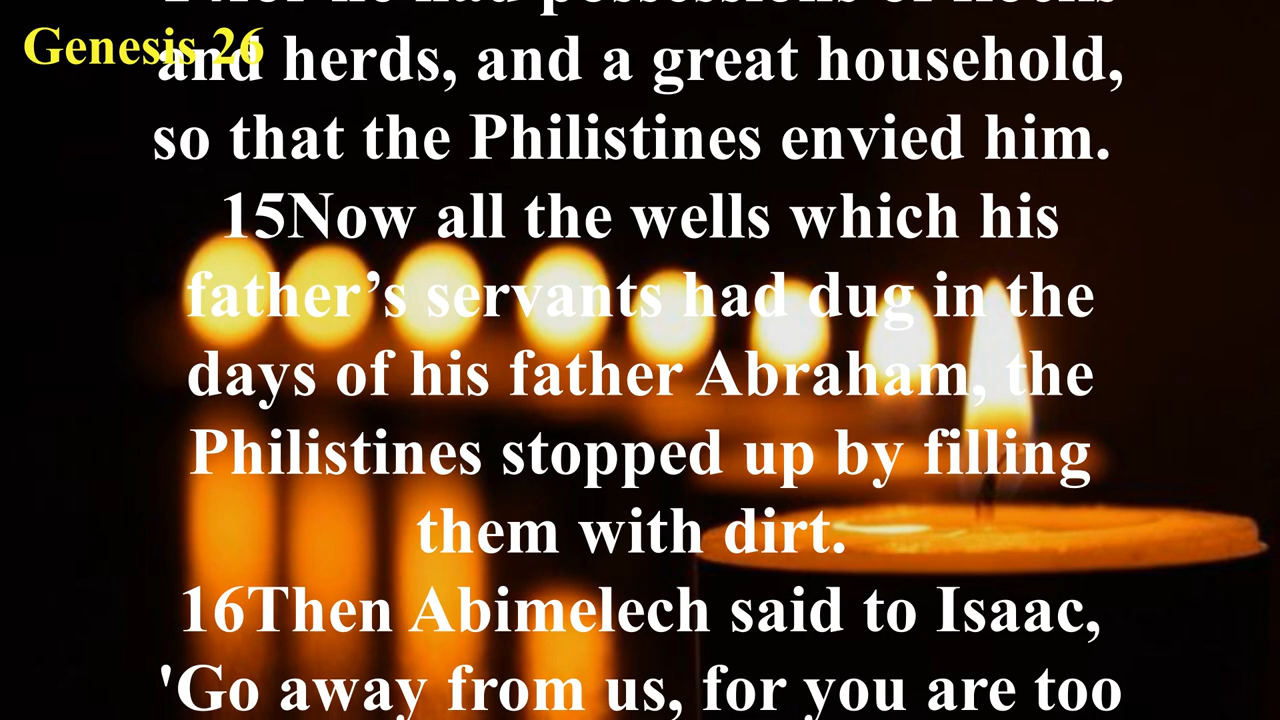 Genesis 26
and herds, and a great household,
so that the Philistines envied him.
15Now all the wells which his
father’s servants had dug in the
days of his father Abraham, the
Philistines stopped up by filling
them with dirt.
16Then Abimelech said to Isaac,
'Go away from us, for you are too